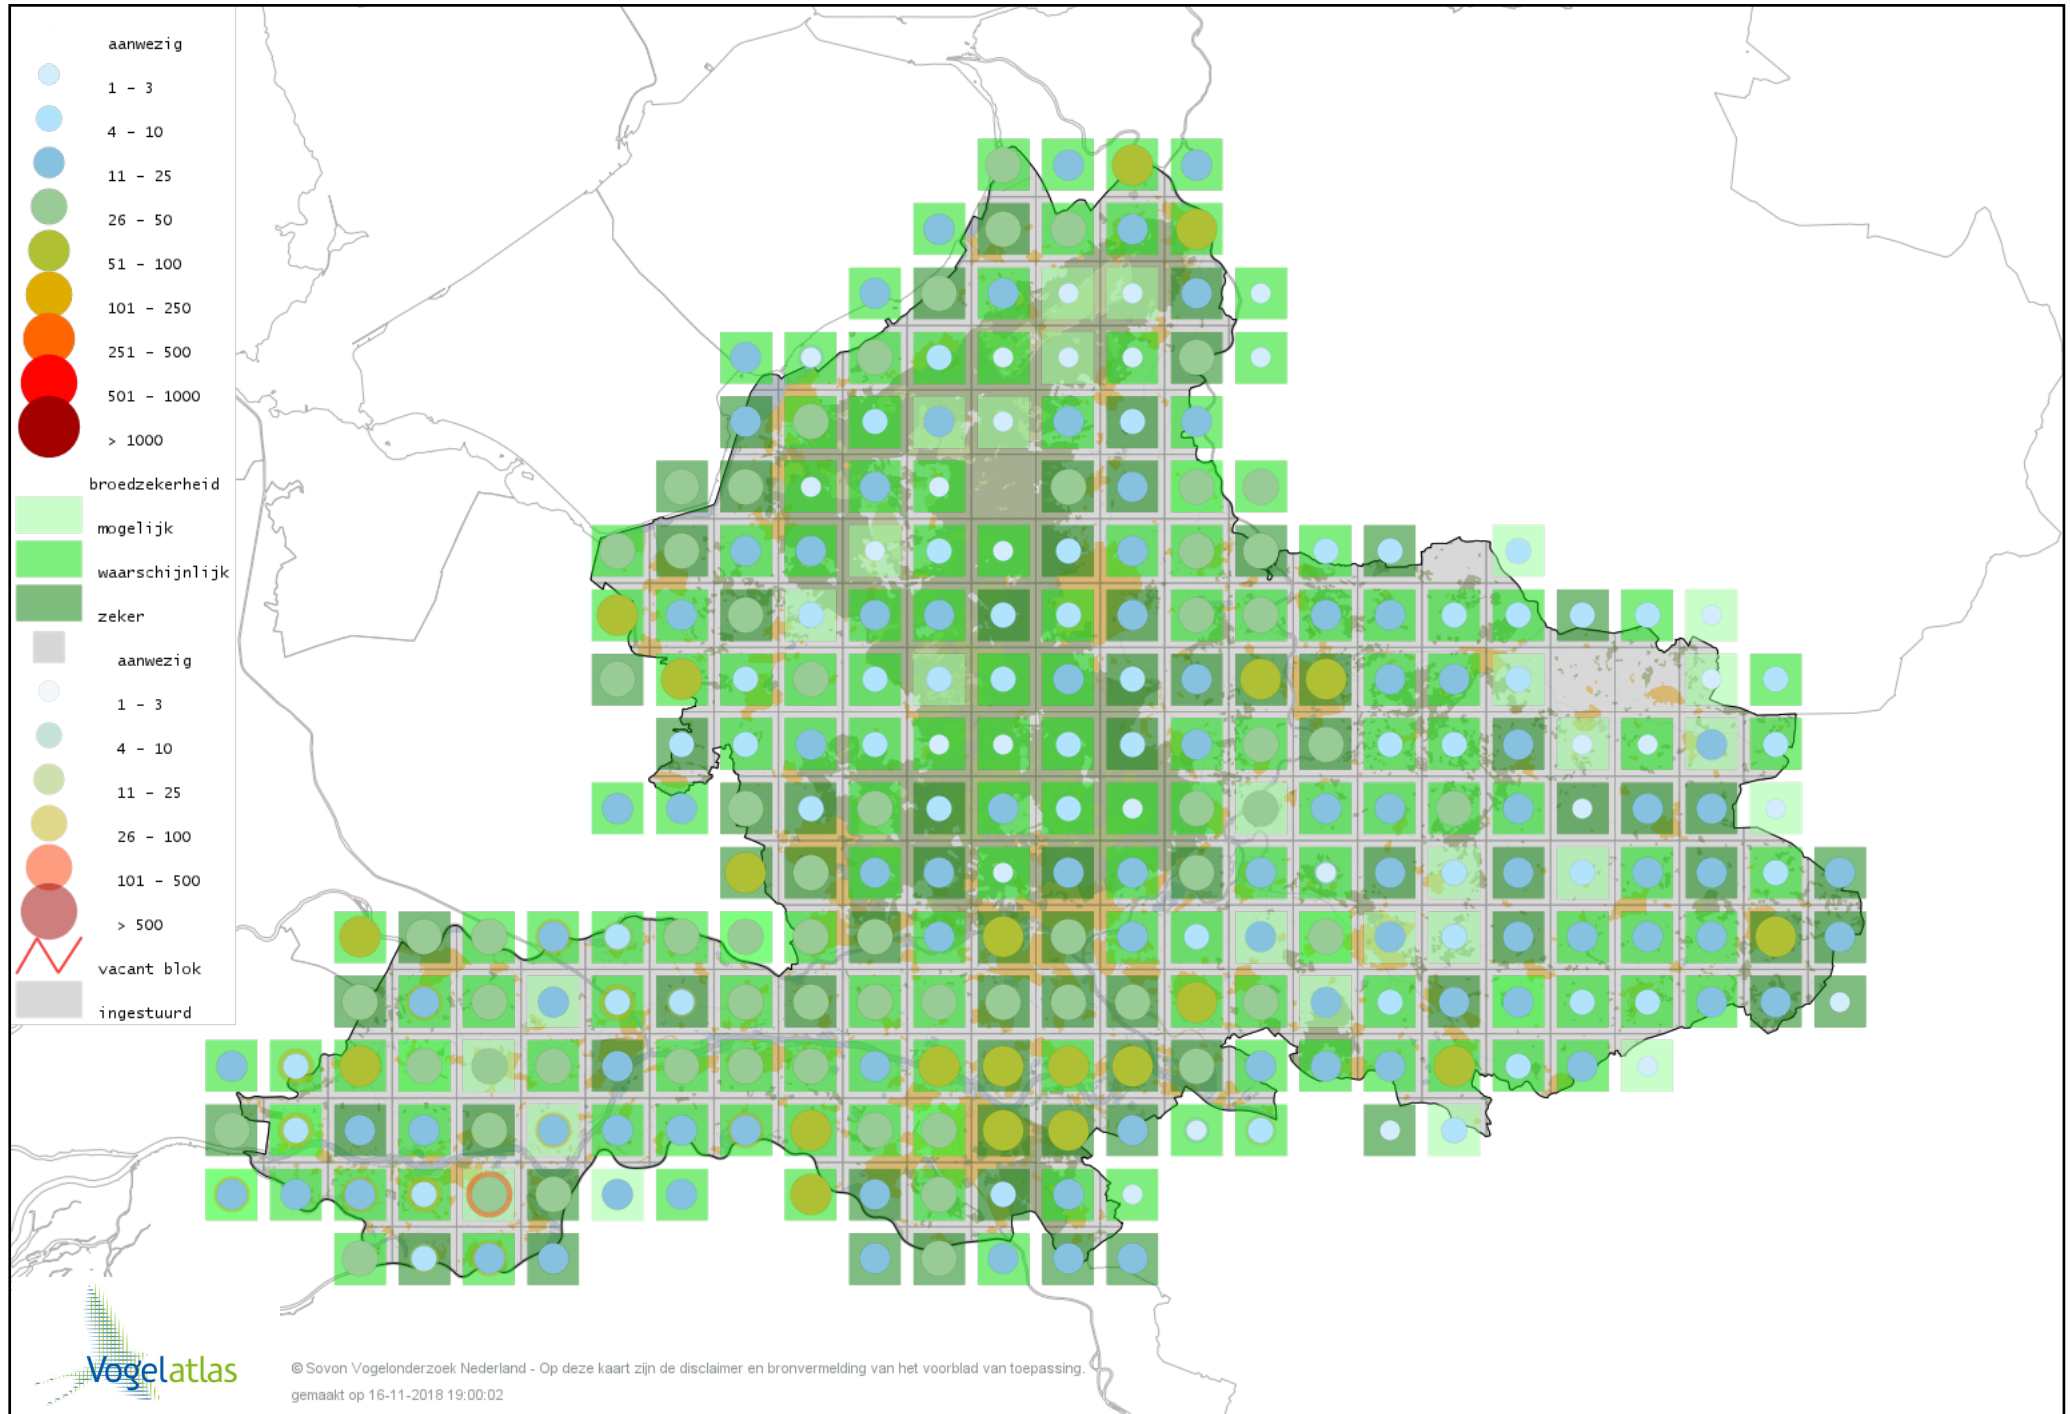 aanwezig
1 - 3
4 - 10
11 - 25
26 - 50
51 - 100
101 - 250
251 - 500
501 - 1000
> 1000
broedzekerheid
mogelijk
waarschijnlijk
zeker
aanwezig
1 - 3
4 - 10
11 - 25
26 - 100
101 - 500
> 500
vacant blok
ingestuurd
Vogelatlas
© Sovon Vogelonderzoek Nederland - Op deze kaart zijn de disclaimer en bronvermelding van het voorblad van toepassing.
gemaakt op 16-11-2018 19:00:02